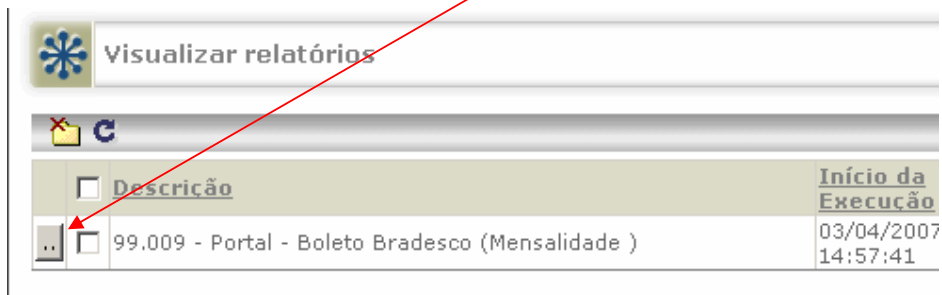 Visualizar relatórios
Descrição
Início da
Execução
..
99.009 - Portal - Boleto Bradesco (Mensalidade )
03/04/2007
14:57:41